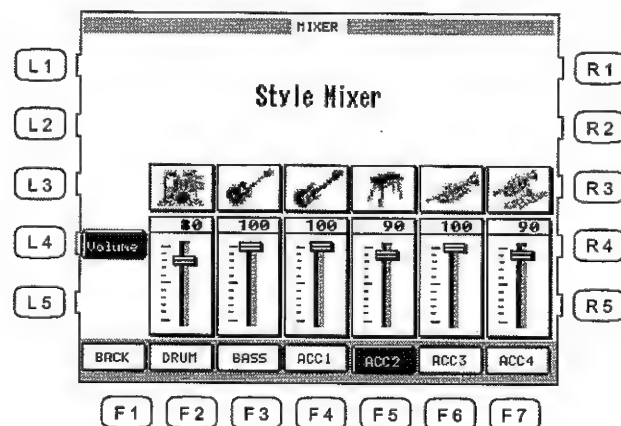 MIXER
L1 R1
Style Mixer
L2 R2
L3 R3
80 100 100 90 100 90
L4 Volume R4
L5 R5
BACK DRUM BASS ACC1 ACC2 ACC3 ACC4
F1 F2 F3 F4 F5 F6 F7